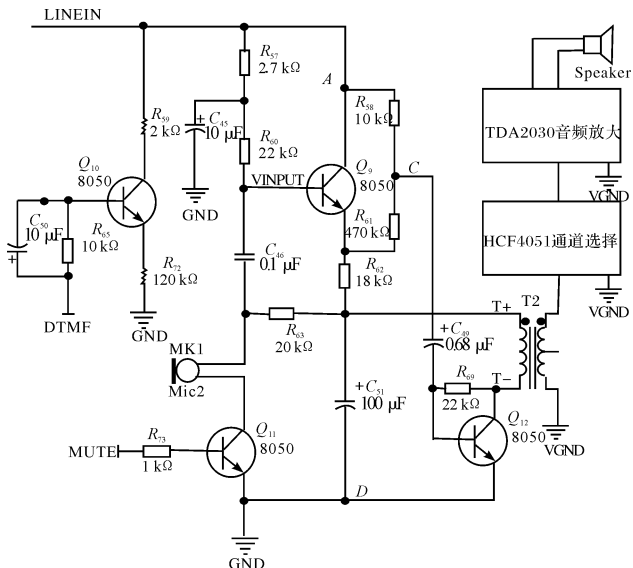 LINEIN
Speaker
R57
2.7 kΩ
A
R58
10 kΩ
TDA2030音频放大
R59
2 kΩ
+ C45
10 μF
R60
22 kΩ
Q10
8050
VINPUT
Q9
8050
C
VGND
GND
C50
10 μF
+
R65
10 kΩ
R61
470 kΩ
HCF4051通道选择
C46
0.1 μF
R72
120 kΩ
R62
18 kΩ
VGND
DTMF
GND
T+
T2
R63
20 kΩ
+C49
0.68 μF
MK1
Mic2
+C51
100 μF
R69
22 kΩ
T−
Q12
8050
VGND
Q11
8050
MUTE
R73
1 kΩ
D
GND